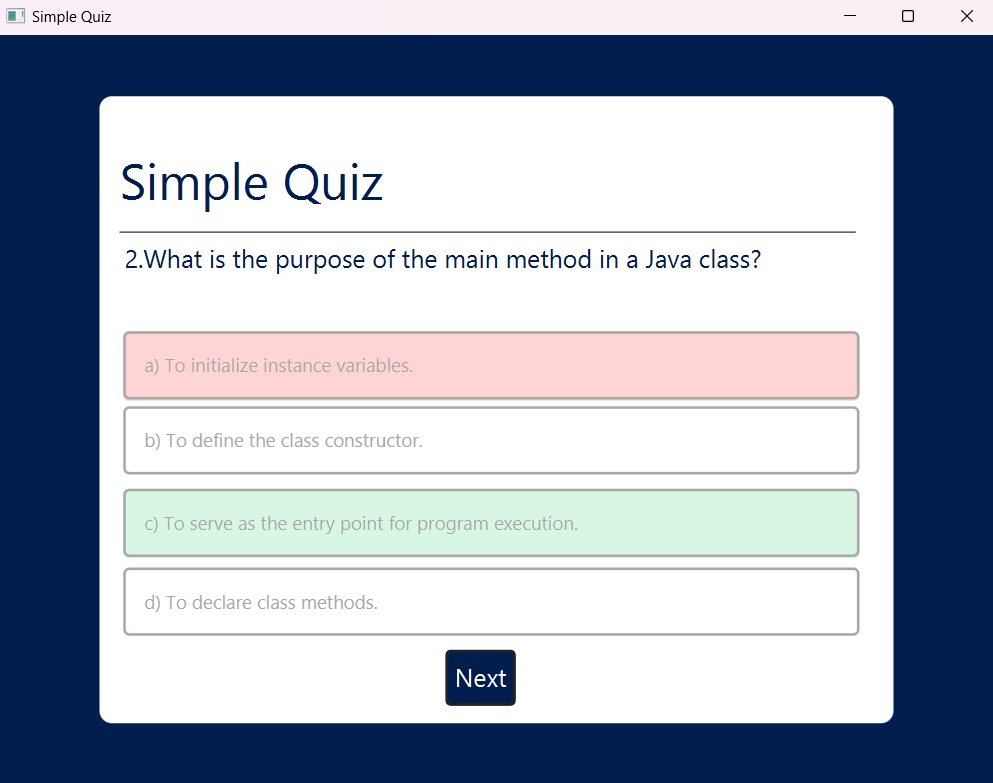 Simple Quiz
Simple Quiz
2.What is the purpose of the main method in a Java class?
a) To initialize instance variables.
b) To define the class constructor.
c) To serve as the entry point for program execution.
d) To declare class methods.
Next